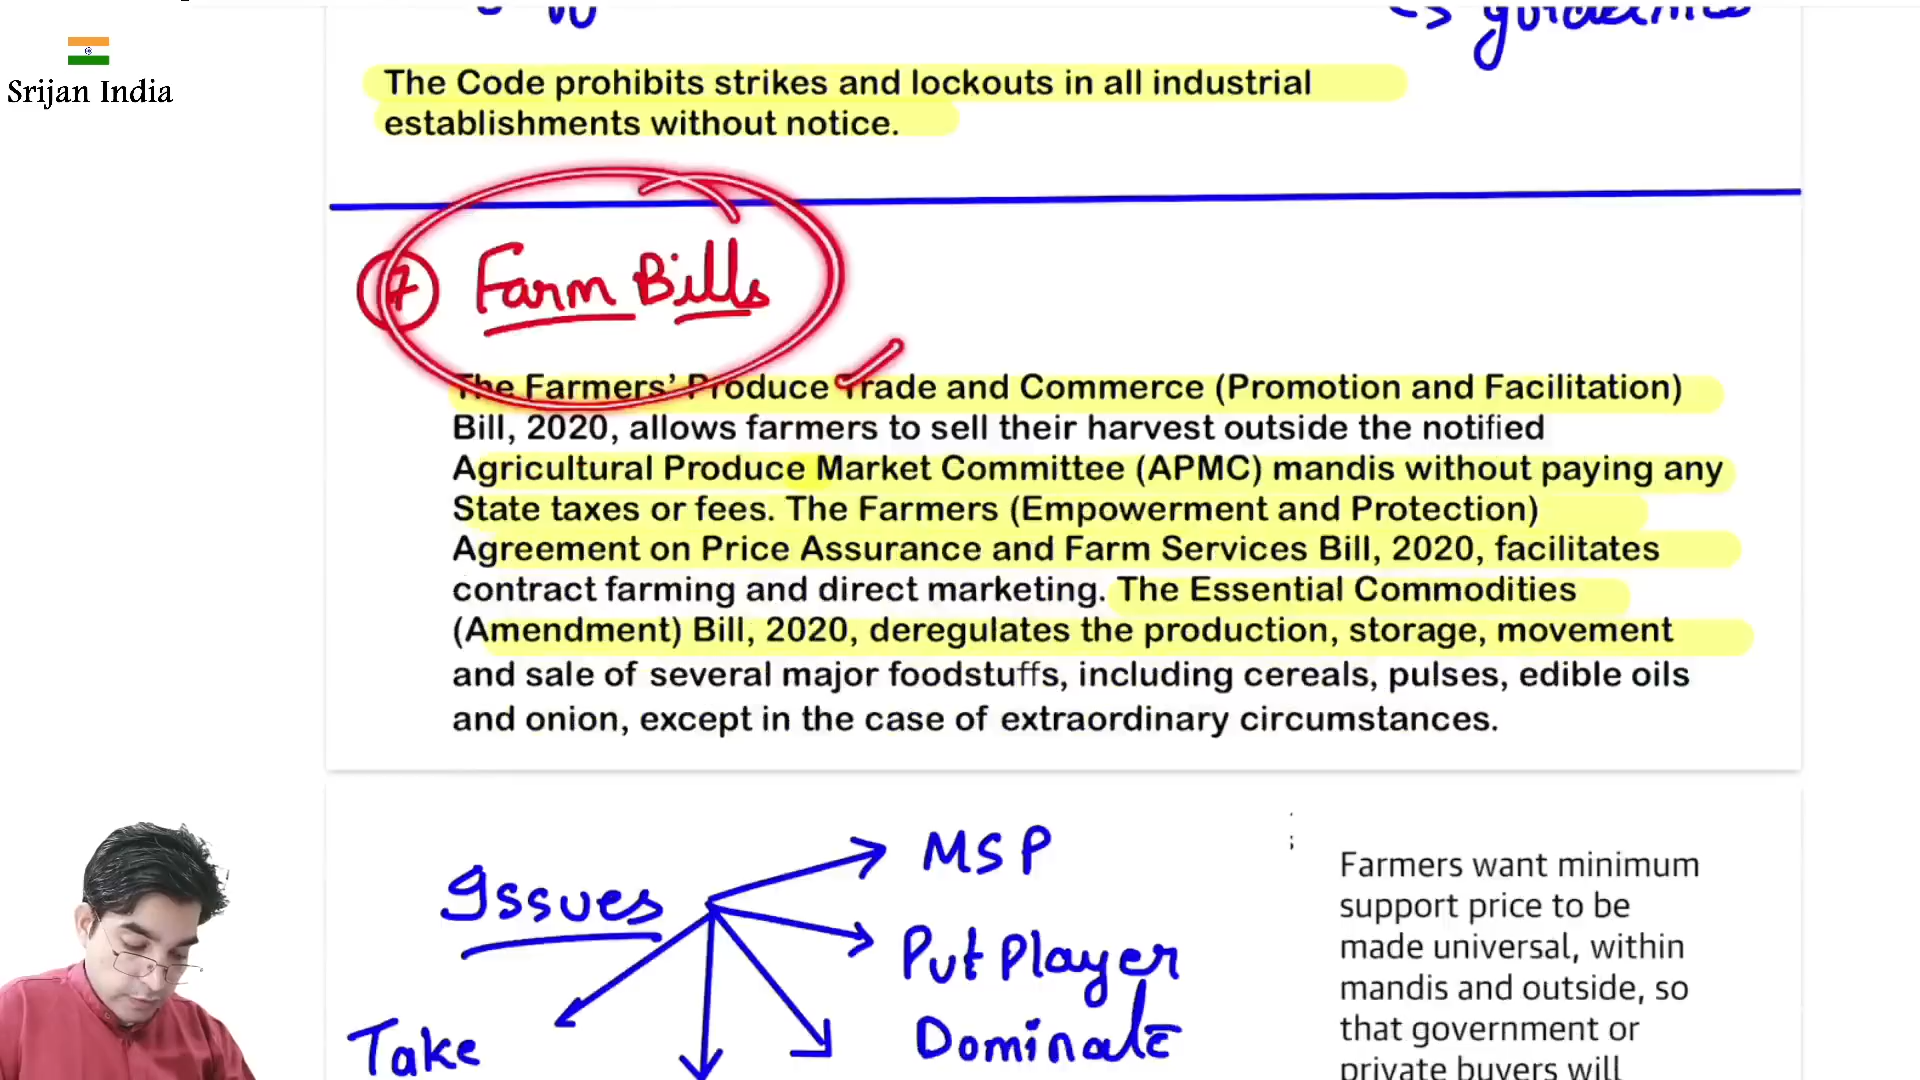 Srijan India
The Code prohibits strikes and lockouts in all industrial
establishments without notice.
7 Farm Bills
The Farmers' Produce Trade and Commerce (Promotion and Facilitation)
Bill, 2020, allows farmers to sell their harvest outside the notified
Agricultural Produce Market Committee (APMC) mandis without paying any
State taxes or fees. The Farmers (Empowerment and Protection)
Agreement on Price Assurance and Farm Services Bill, 2020, facilitates
contract farming and direct marketing. The Essential Commodities
(Amendment) Bill, 2020, deregulates the production, storage, movement
and sale of several major foodstuffs, including cereals, pulses, edible oils
and onion, except in the case of extraordinary circumstances.
Issues
MSP
Put Player
Dominate
Take
Farmers want minimum
support price to be
made universal, within
mandis and outside, so
that government or
private buyers will